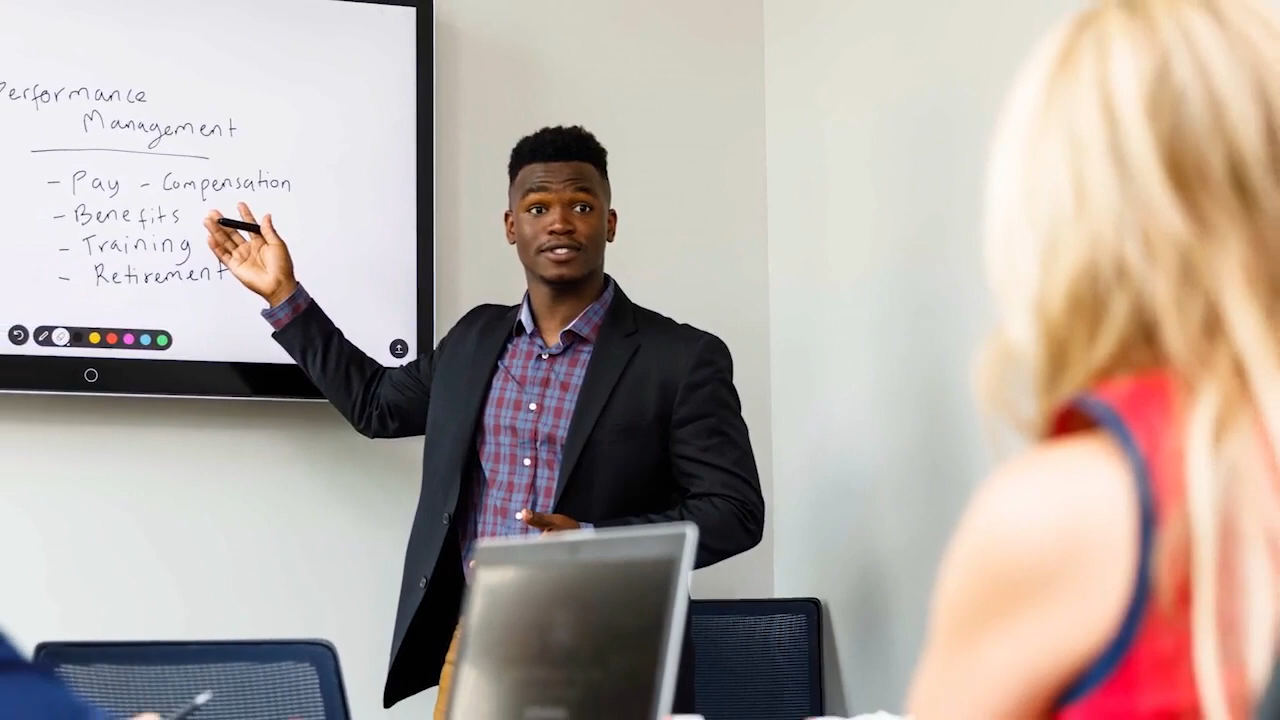 Performance
Management
- Pay - Compensation
- Benefits
- Training
- Retirement